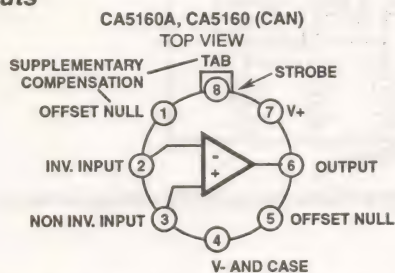 CA5160A, CA5160 (CAN)
TOP VIEW
SUPPLEMENTARY
COMPENSATION
TAB
STROBE
8
OFFSET NULL 1
7 V+
INV. INPUT 2
-
+
6 OUTPUT
NON INV. INPUT 3
5 OFFSET NULL
4
V- AND CASE